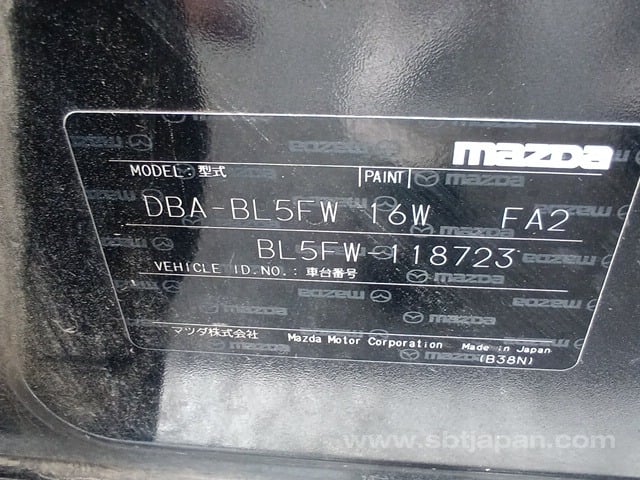 mazda
MODEL:型式 PAINT
DBA-BL5FW 16W FA2
BL5FW-118723
VEHICLE ID.NO.:車台番号
マツダ株式会社 Mazda Motor Corporation Made in Japan
(B38N)
www.sbtjapan.com